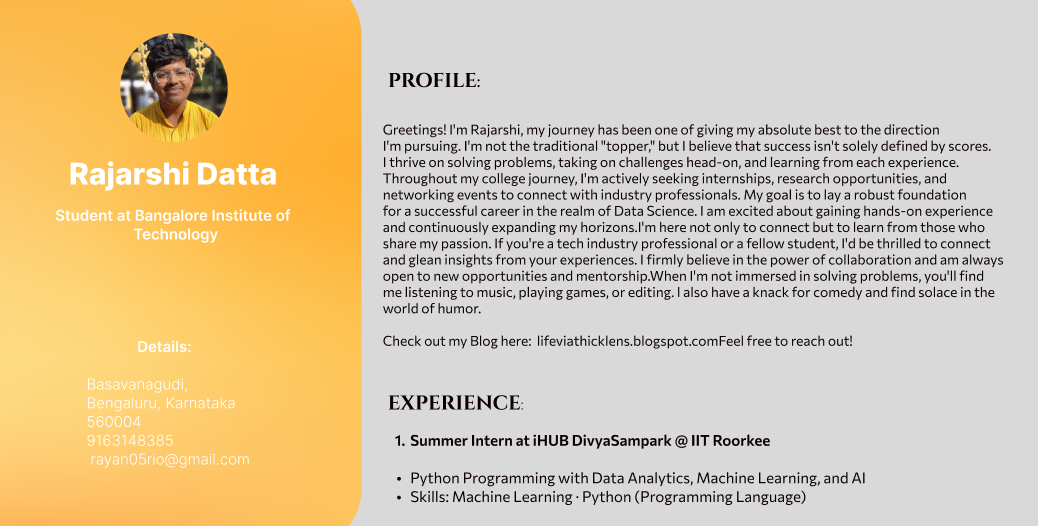 Rajarshi Datta
Student at Bangalore Institute of
Technology
Details:
Basavanagudi,
Bengaluru, Karnataka
560004
9163148385
rayan05rio@gmail.com
PROFILE:
Greetings! I'm Rajarshi, my journey has been one of giving my absolute best to the direction
I'm pursuing. I'm not the traditional "topper," but I believe that success isn't solely defined by scores.
I thrive on solving problems, taking on challenges head-on, and learning from each experience.
Throughout my college journey, I'm actively seeking internships, research opportunities, and
networking events to connect with industry professionals. My goal is to lay a robust foundation
for a successful career in the realm of Data Science. I am excited about gaining hands-on experience
and continuously expanding my horizons.I'm here not only to connect but to learn from those who
share my passion. If you're a tech industry professional or a fellow student, I'd be thrilled to connect
and glean insights from your experiences. I firmly believe in the power of collaboration and am always
open to new opportunities and mentorship.When I'm not immersed in solving problems, you'll find
me listening to music, playing games, or editing. I also have a knack for comedy and find solace in the
world of humor.
Check out my Blog here: lifeviathicklens.blogspot.comFeel free to reach out!
EXPERIENCE:
1. Summer Intern at iHUB DivyaSampark @ IIT Roorkee
• Python Programming with Data Analytics, Machine Learning, and AI
• Skills: Machine Learning · Python (Programming Language)